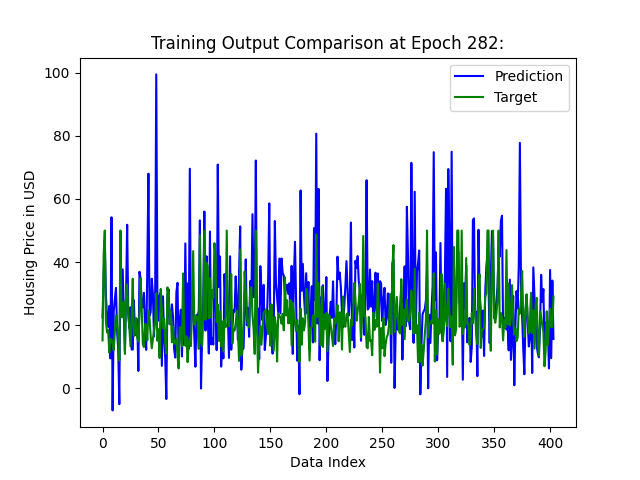 Training Output Comparison at Epoch 282:
Prediction
Target
Housing Price in USD
100
80
60
40
20
0
0 50 100 150 200 250 300 350 400
Data Index